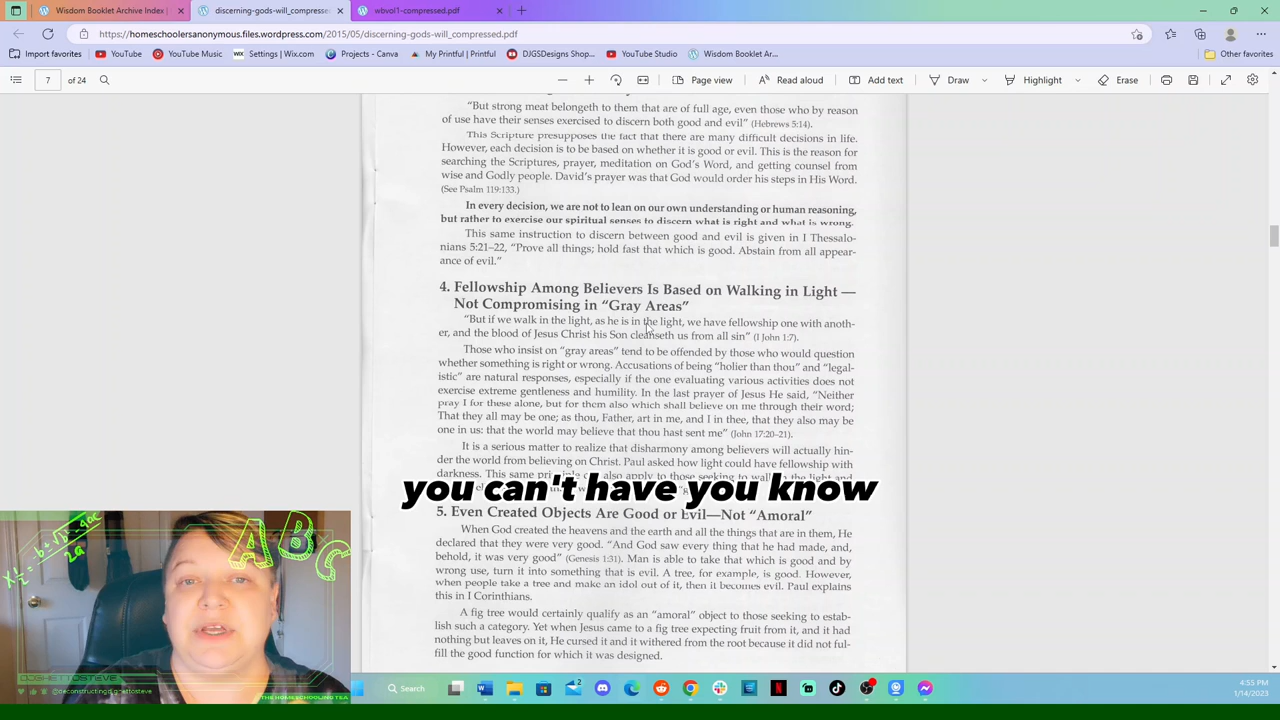 Wisdom Booklet Archive Index |
discerning-gods-will_compressed
wbvol1-compressed.pdf
https://homeschoolersanonymous.files.wordpress.com/2015/05/discerning-gods-will_compressed.pdf
Import favorites
YouTube
YouTube Music
Settings | Wix.com
Projects - Canva
My Printful | Printful
DJGSDesigns Shop...
YouTube Studio
Wisdom Booklet Ar...
Other favorites
7 of 24
Page view
Read aloud
Add text
Draw
Highlight
Erase
“But strong meat belongeth to them that are of full age, even those who by reason
of use have their senses exercised to discern both good and evil” (Hebrews 5:14).
This Scripture presupposes the fact that there are many difficult decisions in life.
However, each decision is to be based on whether it is good or evil. This is the reason for
searching the Scriptures, prayer, meditation on God’s Word, and getting counsel from
wise and Godly people. David’s prayer was that God would order his steps in His Word.
(See Psalm 119:133.)
In every decision, we are not to lean on our own understanding or human reasoning,
but rather to exercise our spiritual senses to discern what is right and what is wrong.
This same instruction to discern between good and evil is given in I Thessalo-
nians 5:21–22, “Prove all things; hold fast that which is good. Abstain from all appear-
ance of evil.”
4. Fellowship Among Believers Is Based on Walking in Light —
Not Compromising in “Gray Areas”
“But if we walk in the light, as he is in the light, we have fellowship one with anoth-
er, and the blood of Jesus Christ his Son cleanseth us from all sin” (I John 1:7).
Those who insist on “gray areas” tend to be offended by those who would question
whether something is right or wrong. Accusations of being “holier than thou” and “legal-
istic” are natural responses, especially if the one evaluating various activities does not
exercise extreme gentleness and humility. In the last prayer of Jesus He said, “Neither
pray I for these alone, but for them also which shall believe on me through their word;
That they all may be one; as thou, Father, art in me, and I in thee, that they also may be
one in us: that the world may believe that thou hast sent me” (John 17:20–21).
It is a serious matter to realize that disharmony among believers will actually hin-
der the world from believing on Christ. Paul asked how light could have fellowship with
darkness. This same principle can also apply to those seeking to walk in the light and
you can't have you know
5. Even Created Objects Are Good or Evil—Not “Amoral”
When God created the heavens and the earth and all the things that are in them, He
declared that they were very good. “And God saw every thing that he had made, and,
behold, it was very good” (Genesis 1:31). Man is able to take that which is good and by
wrong use, turn it into something that is evil. A tree, for example, is good. However,
when people take a tree and make an idol out of it, then it becomes evil. Paul explains
this in I Corinthians.
A fig tree would certainly qualify as an “amoral” object to those seeking to estab-
lish such a category. Yet when Jesus came to a fig tree expecting fruit from it, and it had
nothing but leaves on it, He cursed it and it withered from the root because it did not ful-
fill the good function for which it was designed.
ABC
DJGHETTOSTEVE
@deconstructingdjghettosteve
THE HOMESCHOOLING TEA
Search
2
4:55 PM
1/14/2023